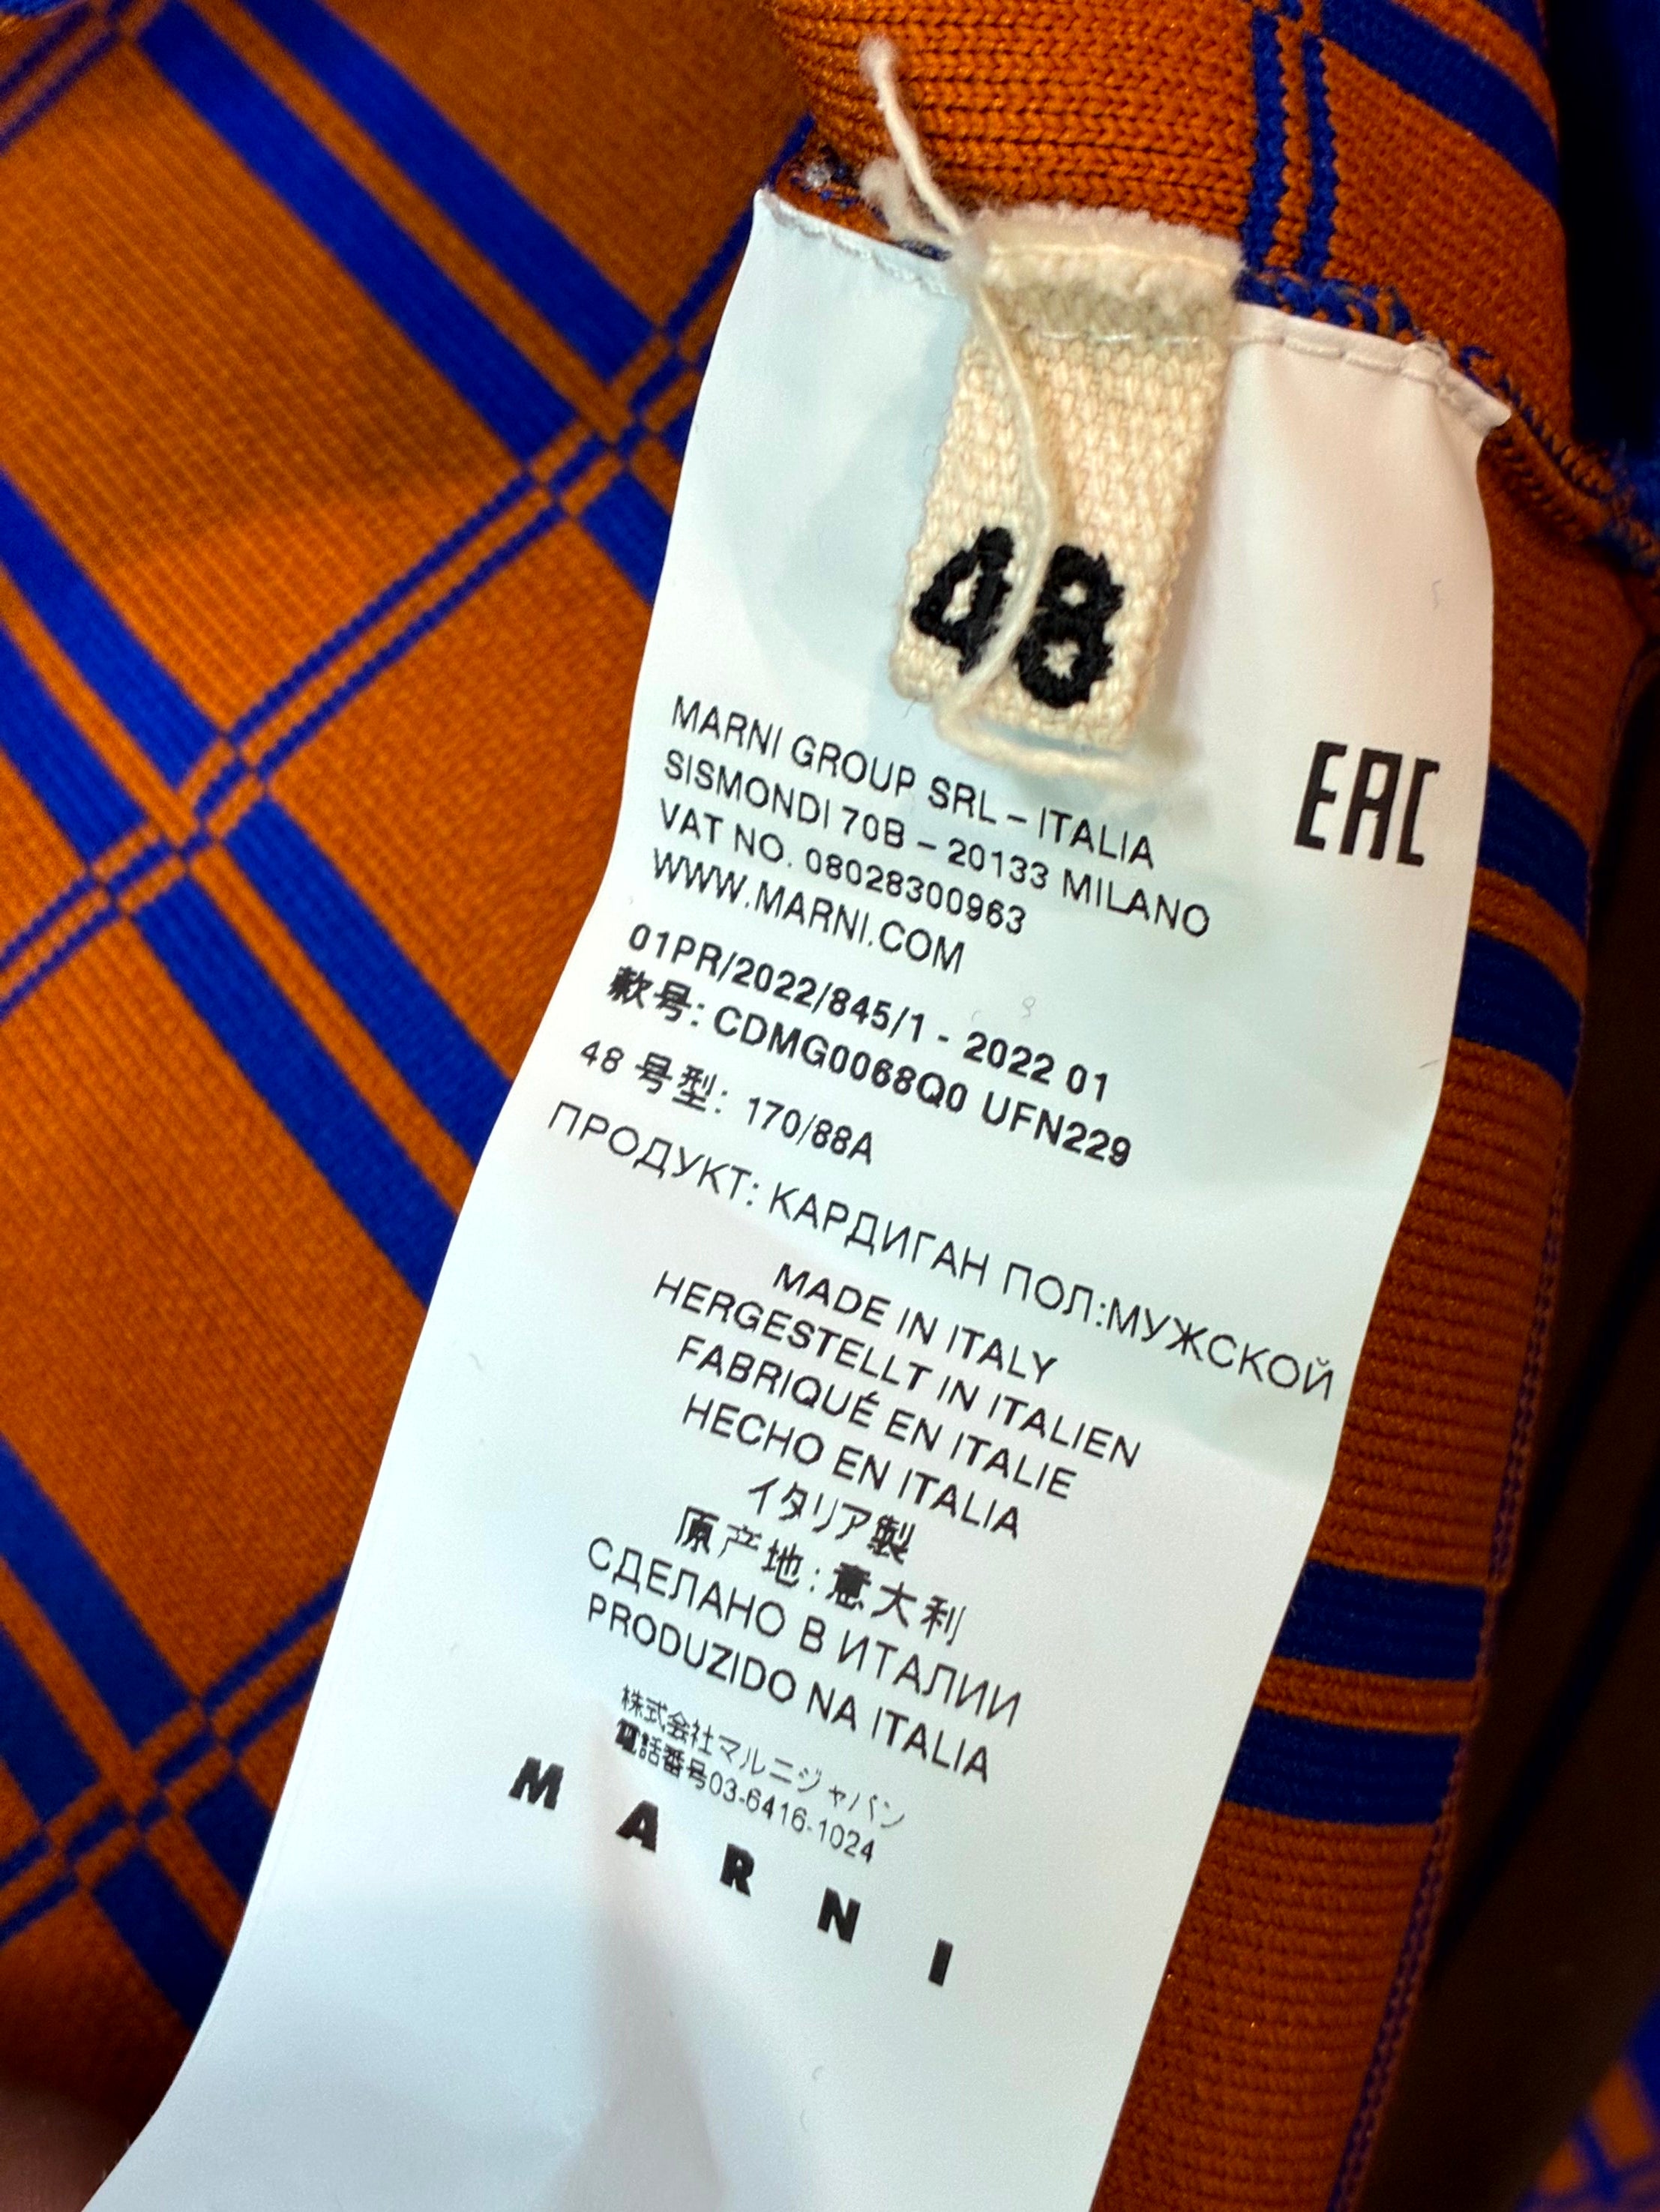 48
EAC
MARNI GROUP SRL – ITALIA
SISMONDI 70B – 20133 MILANO
VAT NO. 08028300963
WWW.MARNI.COM
01PR/2022/845/1 - 2022 01
款号: CDMG0068Q0 UFN229
48 号型: 170/88A
ПРОДУКТ: КАРДИГАН ПОЛ:МУЖСКОЙ
MADE IN ITALY
HERGESTELLT IN ITALIEN
FABRIQUÉ EN ITALIE
HECHO EN ITALIA
イタリア製
原产地: 意大利
СДЕЛАНО В ИТАЛИИ
PRODUZIDO NA ITALIA
株式会社マルニジャパン
電話番号03-6416-1024
MARNI